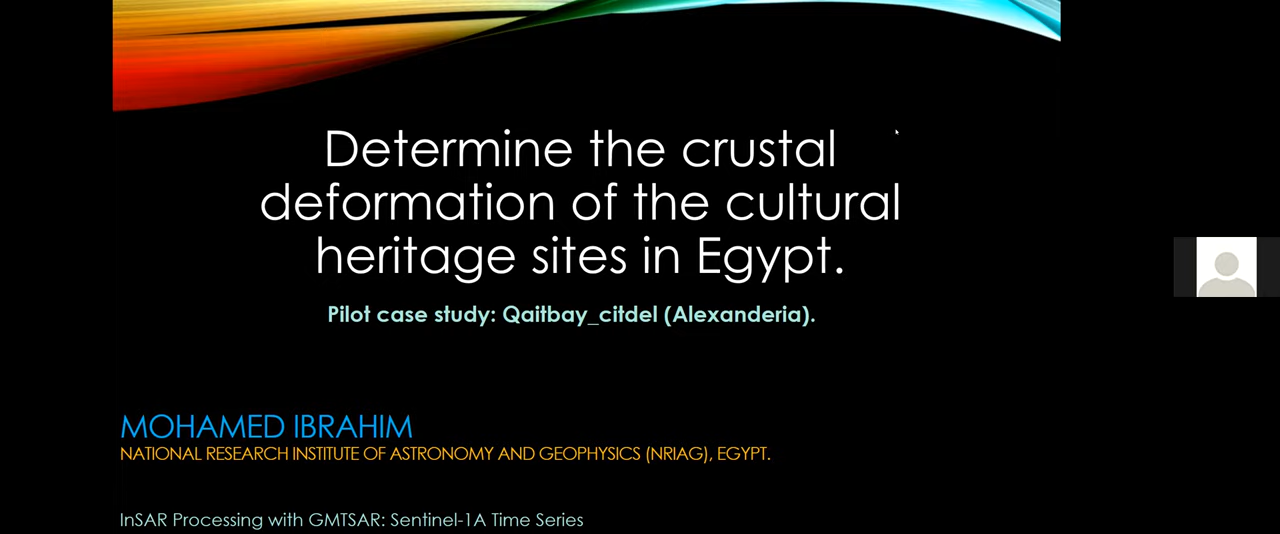 Determine the crustal
deformation of the cultural
heritage sites in Egypt.
Pilot case study: Qaitbay_citdel (Alexanderia).
MOHAMED IBRAHIM
NATIONAL RESEARCH INSTITUTE OF ASTRONOMY AND GEOPHYSICS (NRIAG), EGYPT.
InSAR Processing with GMTSAR: Sentinel-1A Time Series